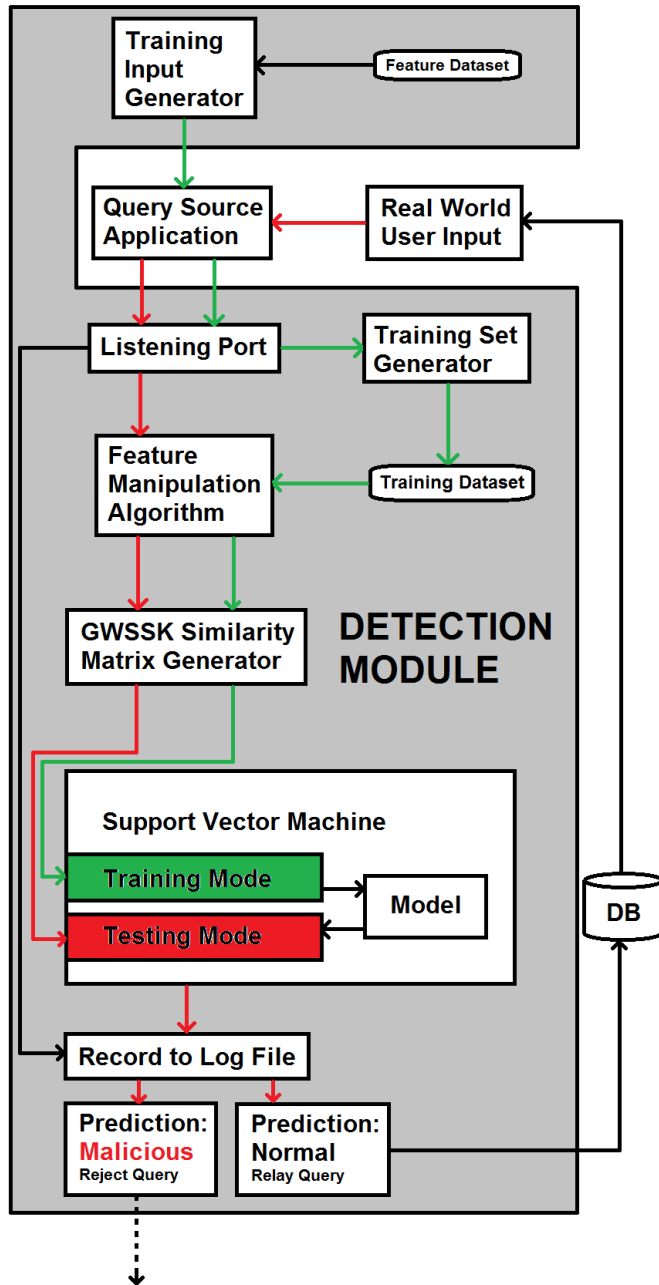 Training
Input
Generator
Feature Dataset
Query Source
Application
Real World
User Input
Listening Port
Training Set
Generator
Feature
Manipulation
Algorithm
Training Dataset
GWSSK Similarity
Matrix Generator
DETECTION
MODULE
Support Vector Machine
Training Mode
Model
Testing Mode
DB
Record to Log File
Prediction:
Malicious
Reject Query
Prediction:
Normal
Relay Query